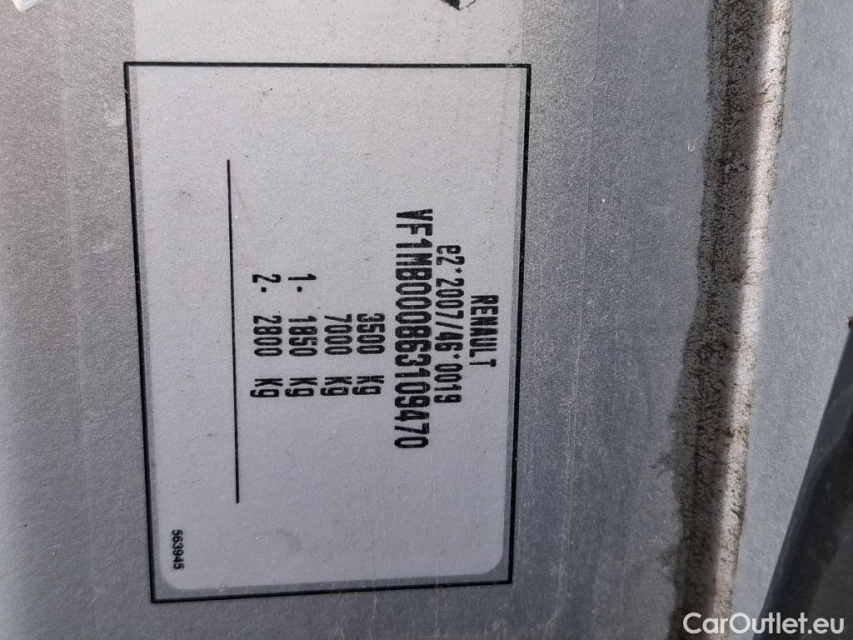 RENAULT
e2*2007/46*0019
VF1MB000863109470
3500 Kg
7000 Kg
1- 1850 Kg
2- 2800 Kg
563945
CarOutlet.eu